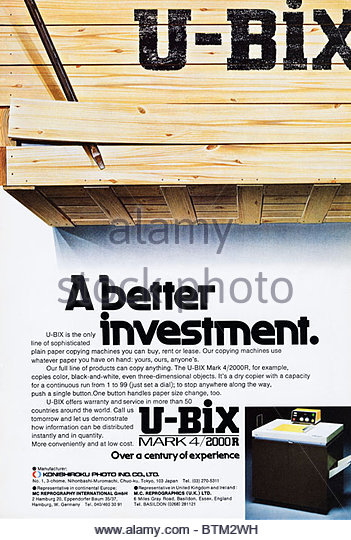 U-BiX
A better
investment.
U-BIX is the only
line of sophisticated
plain paper copying machines you can buy, rent or lease. Our copying machines use
whatever paper you have on hand: yours, ours, anyone's.
Our full line of products can copy anything. The U-BIX Mark 4/2000R, for example,
copies color, black-and-white, even three-dimensional objects. It's a dry copier with a capacity
for a continuous run from 1 to 99 (just set a dial); to stop anywhere along the way,
push a single button. One button handles paper size change, too.
U-BIX offers warranty and service in more than 50
countries around the world. Call us
tomorrow and let us demonstrate
how information can be distributed
instantly and in quantity.
More conveniently and at low cost.
U-BiX
MARK 4/2000R
Over a century of experience
Manufacturer:
KONISHIROKU PHOTO IND. CO., LTD.
No. 1, 3-chome, Nihonbashi-Muromachi, Chuo-ku, Tokyo, 103 Japan Tel. (03) 270-5311
Representative in continental Europe:
MC REPROGRAPHY INTERNATIONAL GmbH
2 Hamburg 20, Eppendorfer Baum 35/37,
Hamburg, W. Germany Tel. 040/460 30 91
Representative in United Kingdom and Ireland:
M.C. REPROGRAPHICS (U.K.) LTD.
6 Miles Gray Road, Basildon, Essex, England
Tel. BASILDON (0268) 281121
alamy
stock photo
BTM2WH
www.alamy.com